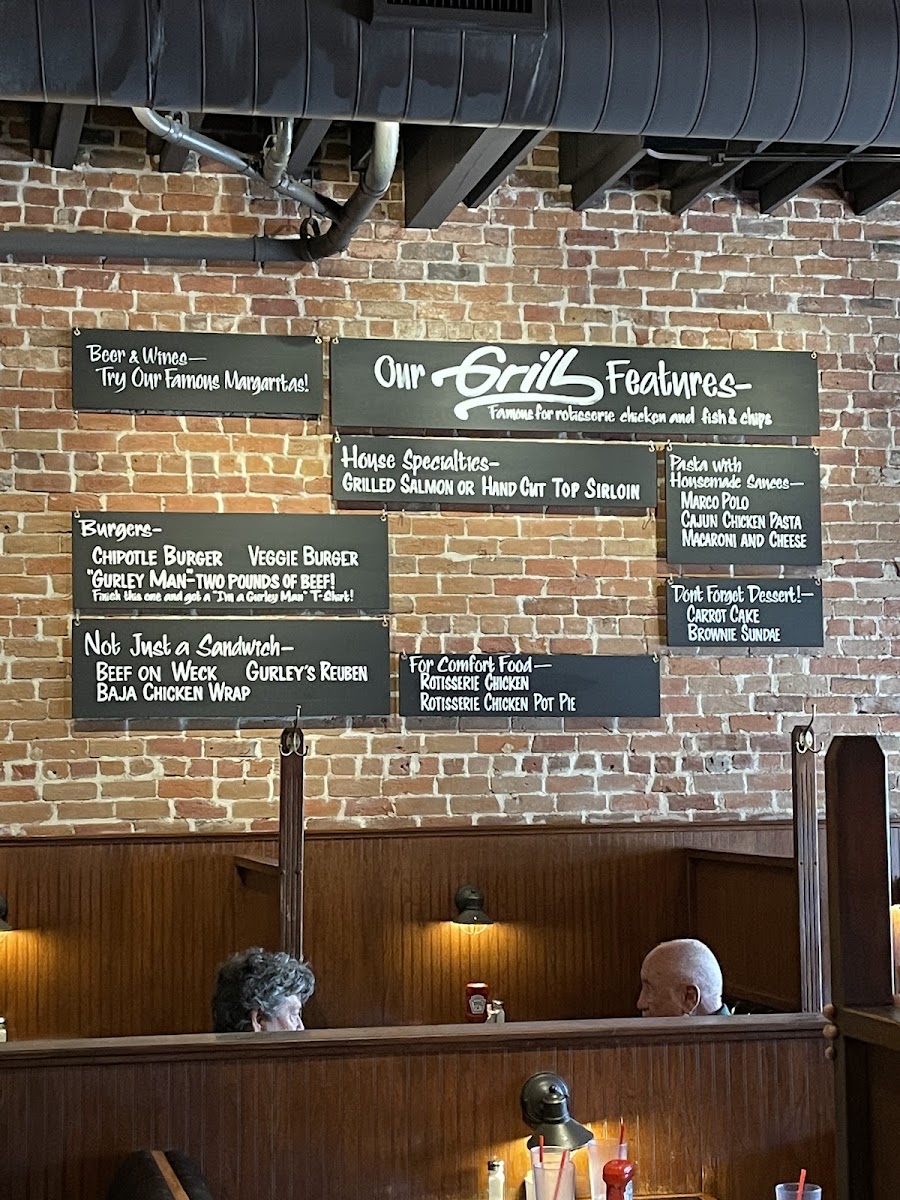 Beer & Wines—
Try Our Famous Margaritas!
Our Grill Features—
Famous for rotisserie chicken and fish & chips
House Specialties—
GRILLED SALMON OR HAND CUT TOP SIRLOIN
Pasta with
Housemade Sauces—
MARCO POLO
CAJUN CHICKEN PASTA
MACARONI AND CHEESE
Burgers—
CHIPOTLE BURGER VEGGIE BURGER
"GURLEY MAN"-TWO POUNDS OF BEEF!
Finish this one and get a "I'm a Gurley Man" T-Shirt!
Dont Forget Dessert!—
CARROT CAKE
BROWNIE SUNDAE
Not Just a Sandwich—
BEEF ON WECK GURLEY'S REUBEN
BAJA CHICKEN WRAP
For Comfort Food—
ROTISSERIE CHICKEN
ROTISSERIE CHICKEN POT PIE